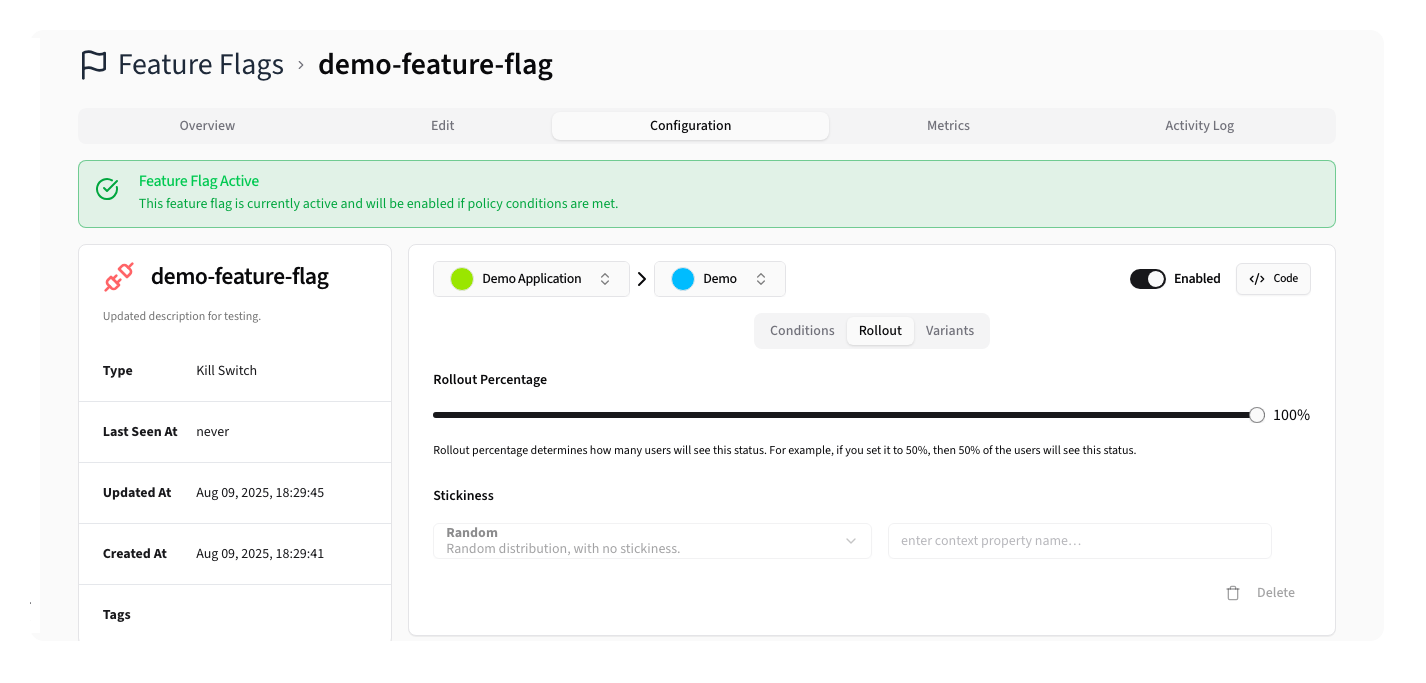 Feature Flags › demo-feature-flag
Overview Edit Configuration Metrics Activity Log
Feature Flag Active
This feature flag is currently active and will be enabled if policy conditions are met.
demo-feature-flag
Updated description for testing.
Type Kill Switch
Last Seen At never
Updated At Aug 09, 2025, 18:29:45
Created At Aug 09, 2025, 18:29:41
Tags
Demo Application Demo Enabled </> Code
Conditions Rollout Variants
Rollout Percentage
100%
Rollout percentage determines how many users will see this status. For example, if you set it to 50%, then 50% of the users will see this status.
Stickiness
Random
Random distribution, with no stickiness.
enter context property name...
Delete